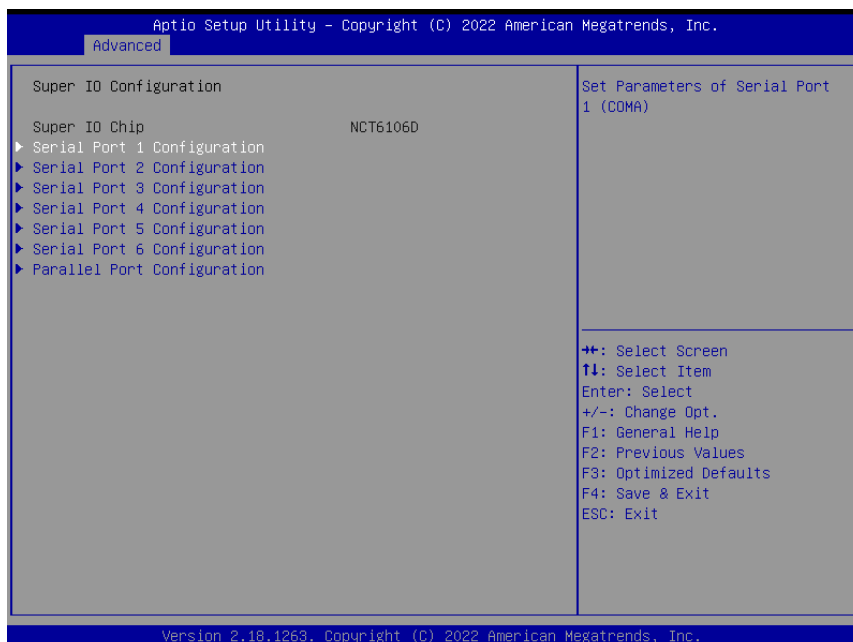 Aptio Setup Utility – Copyright (C) 2022 American Megatrends, Inc.
Advanced
Super IO Configuration
Super IO Chip NCT6106D
Serial Port 1 Configuration
Serial Port 2 Configuration
Serial Port 3 Configuration
Serial Port 4 Configuration
Serial Port 5 Configuration
Serial Port 6 Configuration
Parallel Port Configuration
Set Parameters of Serial Port
1 (COMA)
→←: Select Screen
↑↓: Select Item
Enter: Select
+/-: Change Opt.
F1: General Help
F2: Previous Values
F3: Optimized Defaults
F4: Save & Exit
ESC: Exit
Version 2.18.1263. Copyright (C) 2022 American Megatrends, Inc.